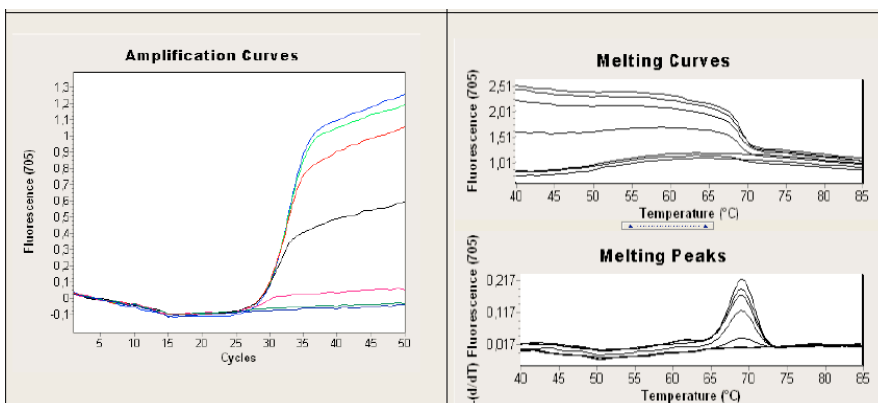 Amplification Curves
Fluorescence (705)
1,3
1,2
1,1
1
0,9
0,8
0,7
0,6
0,5
0,4
0,3
0,2
0,1
0
-0,1
5 10 15 20 25 30 35 40 45 50
Cycles
Melting Curves
Fluorescence (705)
2,51
2,01
1,51
1,01
40 45 50 55 60 65 70 75 80 85
Temperature (°C)
Melting Peaks
-(d/dT) Fluorescence (705)
0,217
0,117
0,017
40 45 50 55 60 65 70 75 80 85
Temperature (°C)